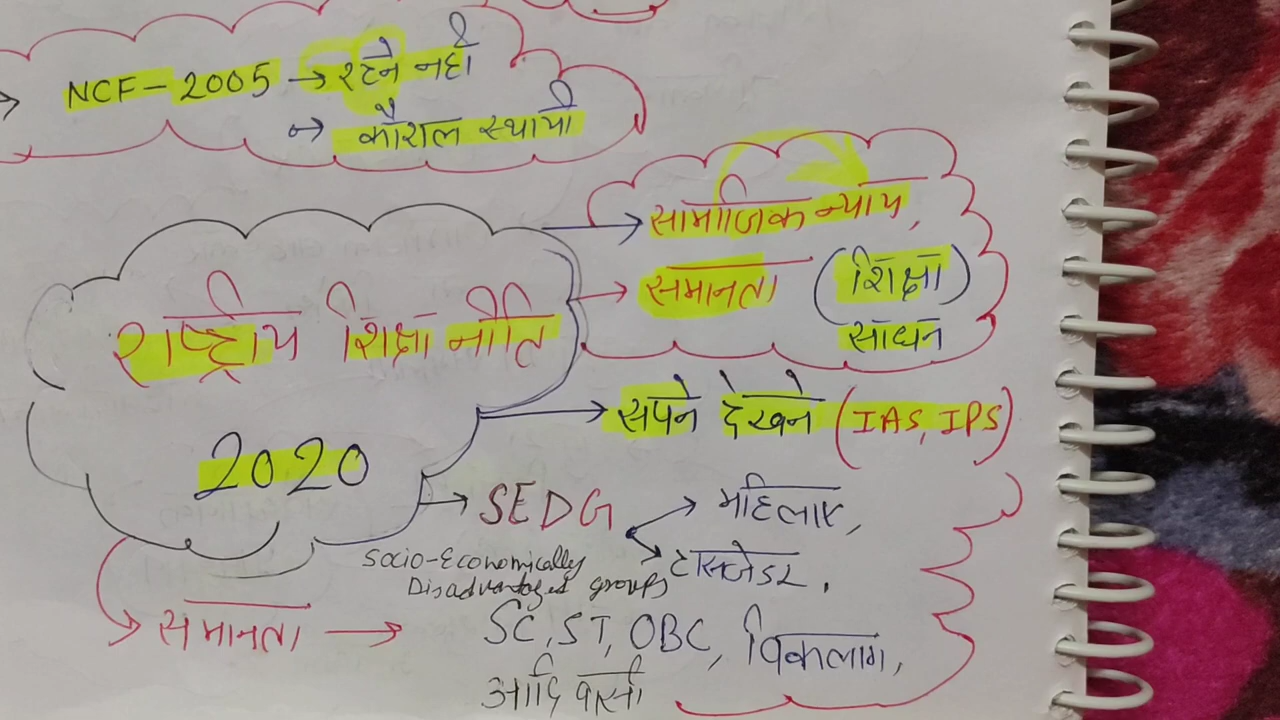 NCF-2005 → रटने नही
→ कौशल स्थायी
→ सामाजिक न्याय,
→ समानता (शिक्षा)
साधन
राष्ट्रीय शिक्षा नीति
2020
→ सपने देखने (IAS, IPS)
→ SEDG → महिलाए,
Socio-Economically
Disadvantaged groups
→ ट्रांसजेंडर.
समानता → SC, ST, OBC, विकलांग,
आदि वासी